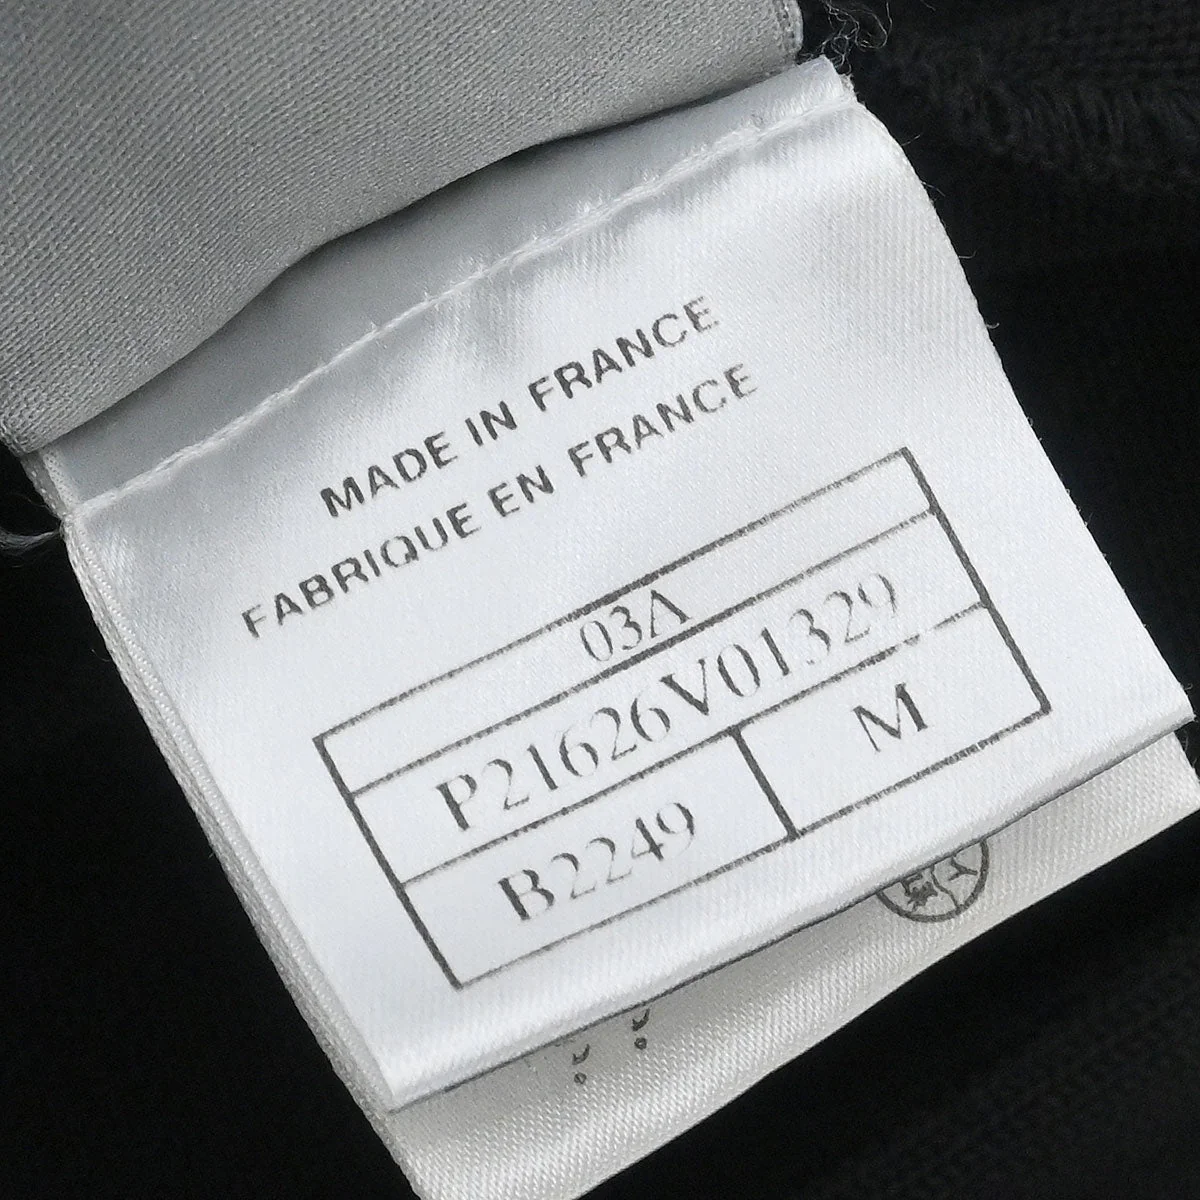 MADE IN FRANCE
FABRIQUE EN FRANCE
03A
P21626V01329
B2249 M